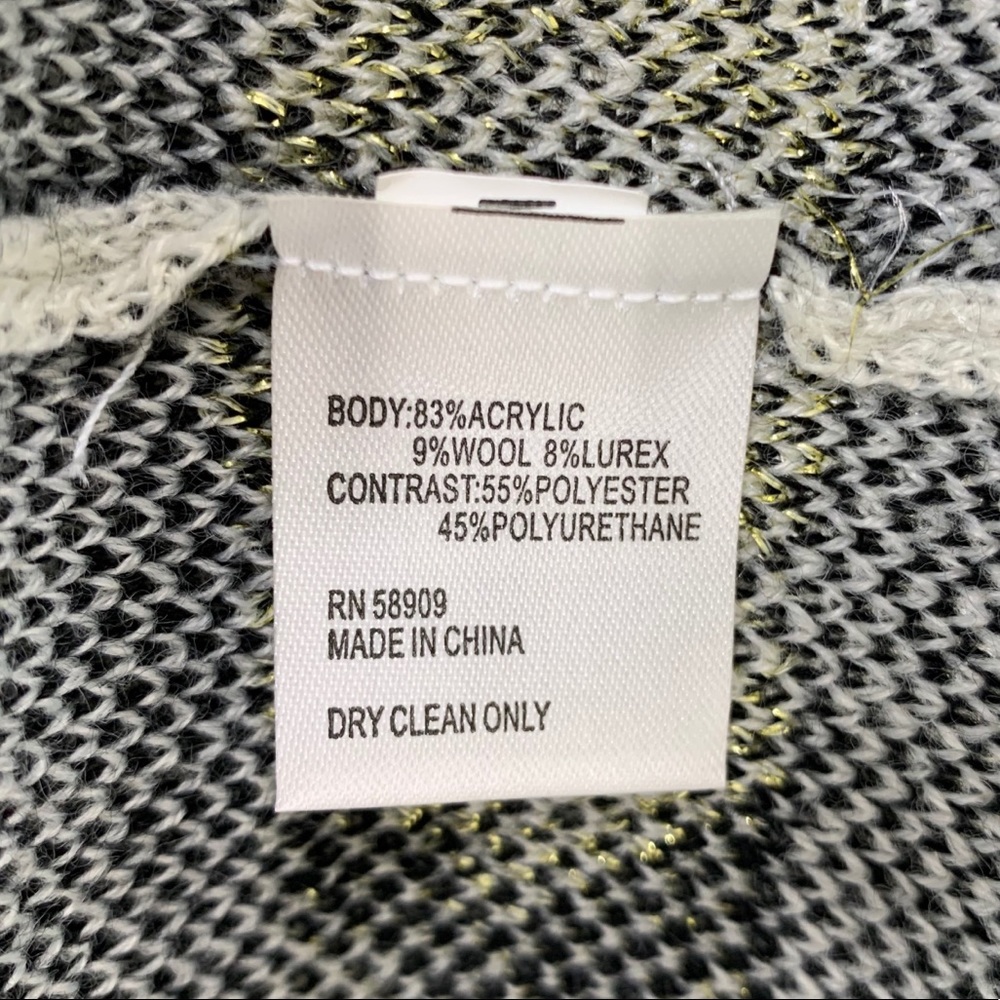 BODY:83%ACRYLIC
9%WOOL 8%LUREX
CONTRAST:55%POLYESTER
45%POLYURETHANE
RN 58909
MADE IN CHINA
DRY CLEAN ONLY